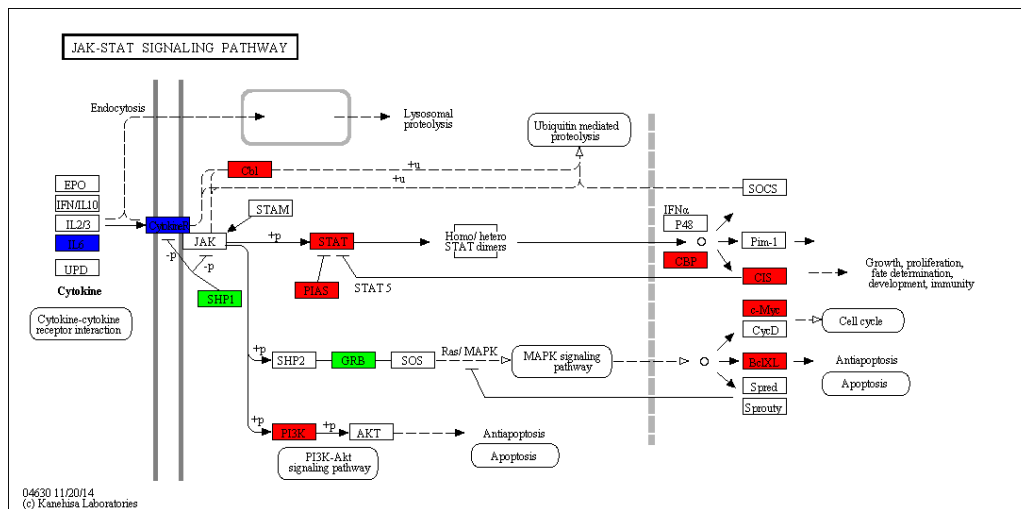 JAK-STAT SIGNALING PATHWAY
Endocytosis
Lysosomal
proteolysis
Ubiquitin mediated
proteolysis
Cbl
+u
+u
EPO
IFN/IL10
IL2/3
IL6
UPD
Cytokine
Cytokine-cytokine
receptor interaction
STAM
JAK
-p
-p
SHP1
+p
STAT
PIAS
STAT 5
Homo/ hetero
STAT dimers
SOCS
IFNα
P48
CBP
Pim-1
CIS
Growth, proliferation,
fate determination,
development, immunity
c-Myc
CycD
Cell cycle
+p
SHP2
GRB
SOS
Ras/ MAPK
MAPK signaling
pathway
BclXL
Antiapoptosis
Apoptosis
Spred
Sprouty
+p
PI3K
+p
AKT
Antiapoptosis
Apoptosis
PI3K-Akt
signaling pathway
04630 11/20/14
(c) Kanehisa Laboratories